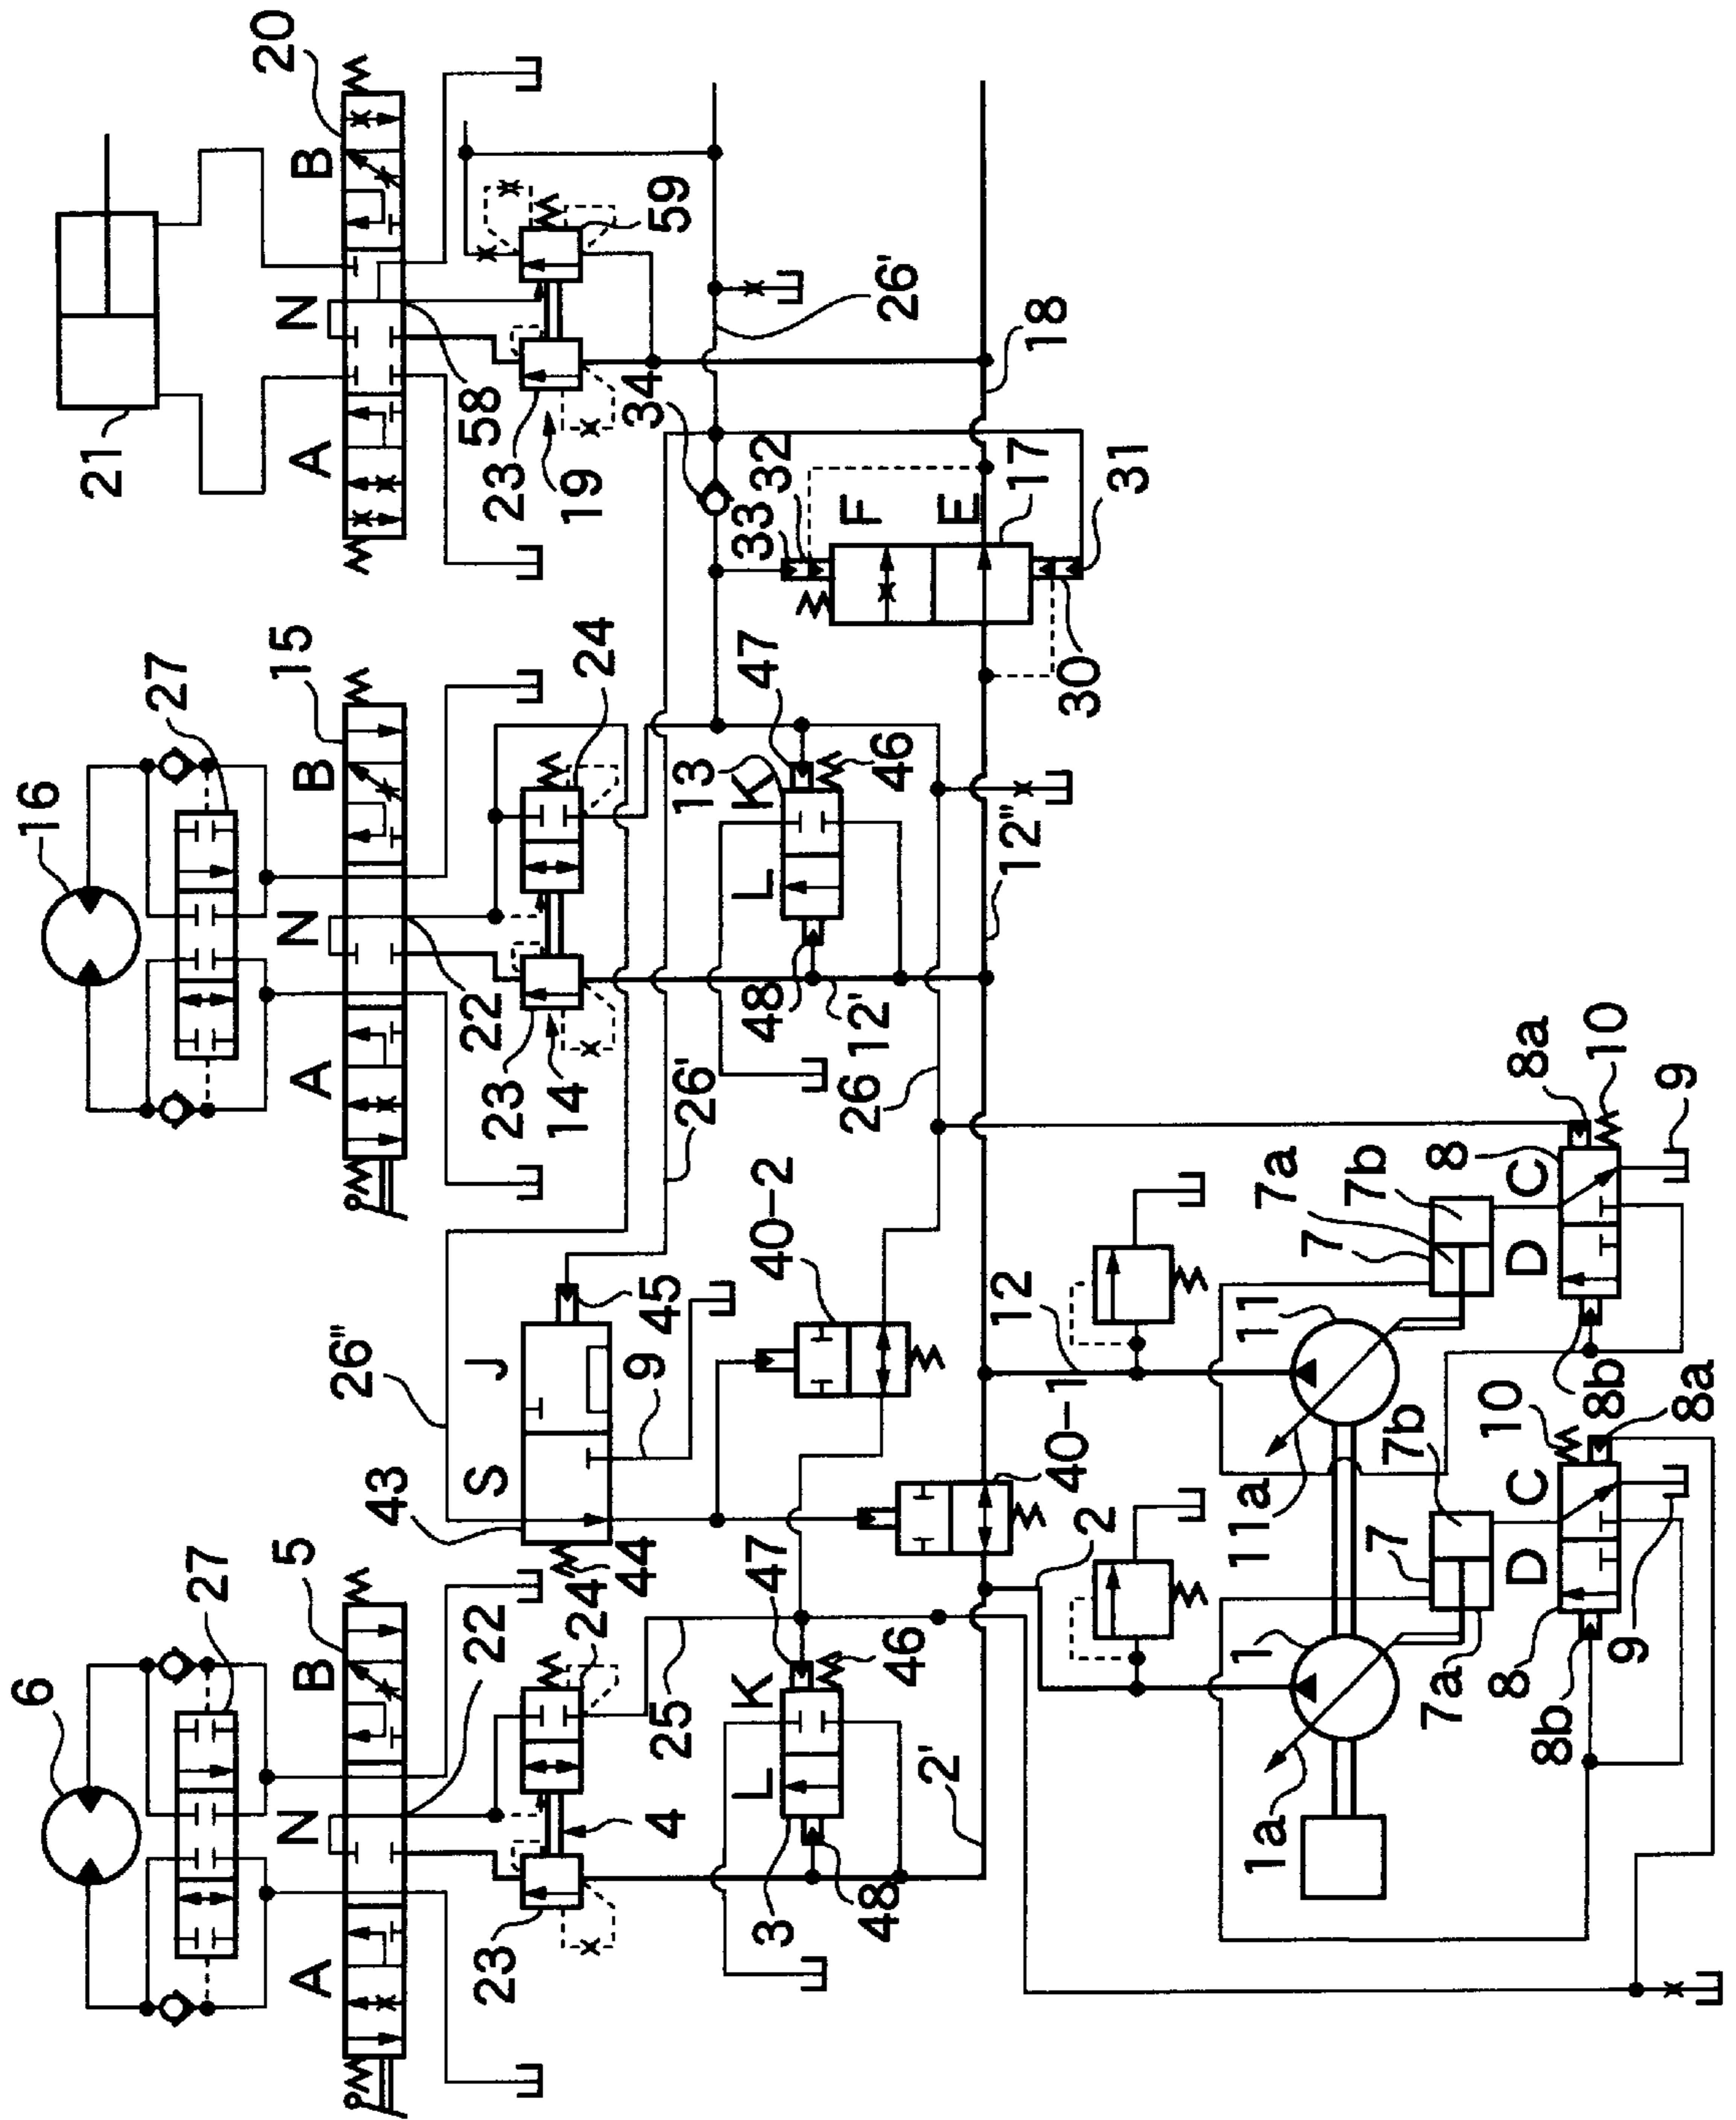 6
16
21
27
27
5
15
20
A
N
B
A
N
B
A
N
B
26"
43
22
S
J
22
58
23
23
23
24
14
24
19
4
44
9
45
34
59
25
26'
L
K
47
40-2
L
K
13
47
33
32
3
48
46
48
12'
46
F
26'
26
2'
E
12
12"
18
17
40-1
2
30
31
1a
1
11a
11
7a
7
7b
7
7a
7b
8
D
C
10
8
D
C
8a
8b
9
8b
8a
10
9